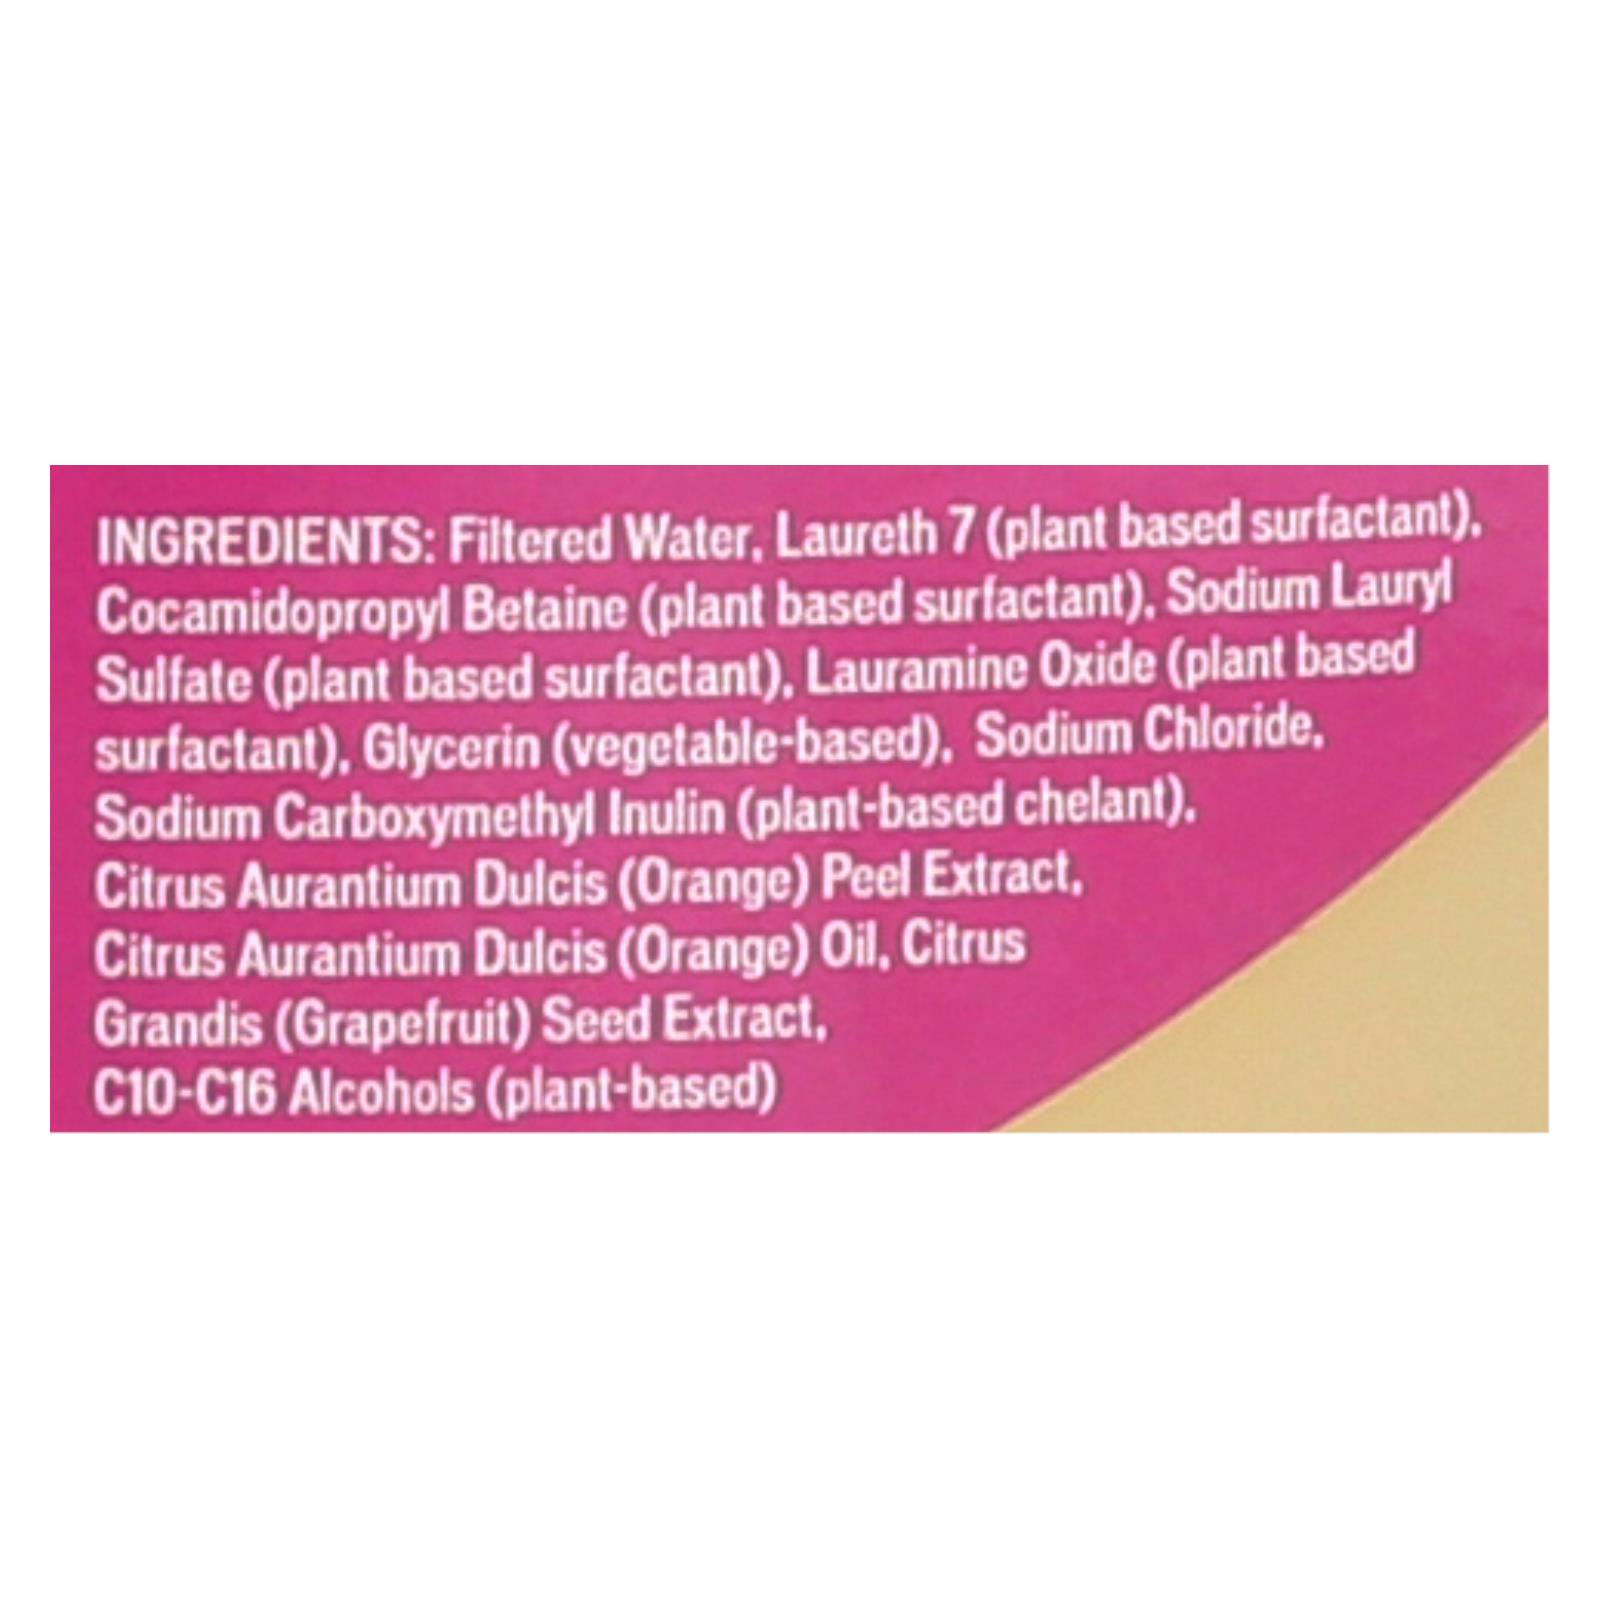 INGREDIENTS: Filtered Water, Laureth 7 (plant based surfactant),
Cocamidopropyl Betaine (plant based surfactant), Sodium Lauryl
Sulfate (plant based surfactant), Lauramine Oxide (plant based
surfactant), Glycerin (vegetable-based), Sodium Chloride,
Sodium Carboxymethyl Inulin (plant-based chelant),
Citrus Aurantium Dulcis (Orange) Peel Extract,
Citrus Aurantium Dulcis (Orange) Oil, Citrus
Grandis (Grapefruit) Seed Extract,
C10-C16 Alcohols (plant-based)